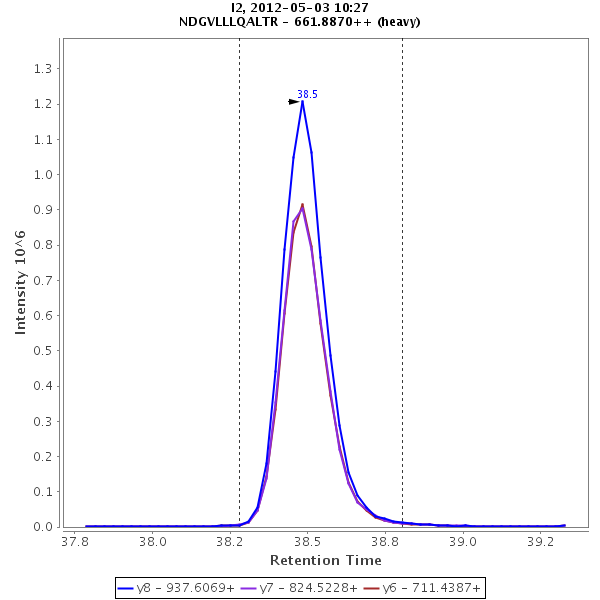 I2, 2012-05-03 10:27
NDGVLLLQALTR - 661.8870++ (heavy)
38.5
1.3
1.2
1.1
1.0
0.9
0.8
0.7
0.6
0.5
0.4
0.3
0.2
0.1
0.0
Intensity 10^6
37.8 38.0 38.2 38.5 38.8 39.0 39.2
Retention Time
y8 - 937.6069+ y7 - 824.5228+ y6 - 711.4387+